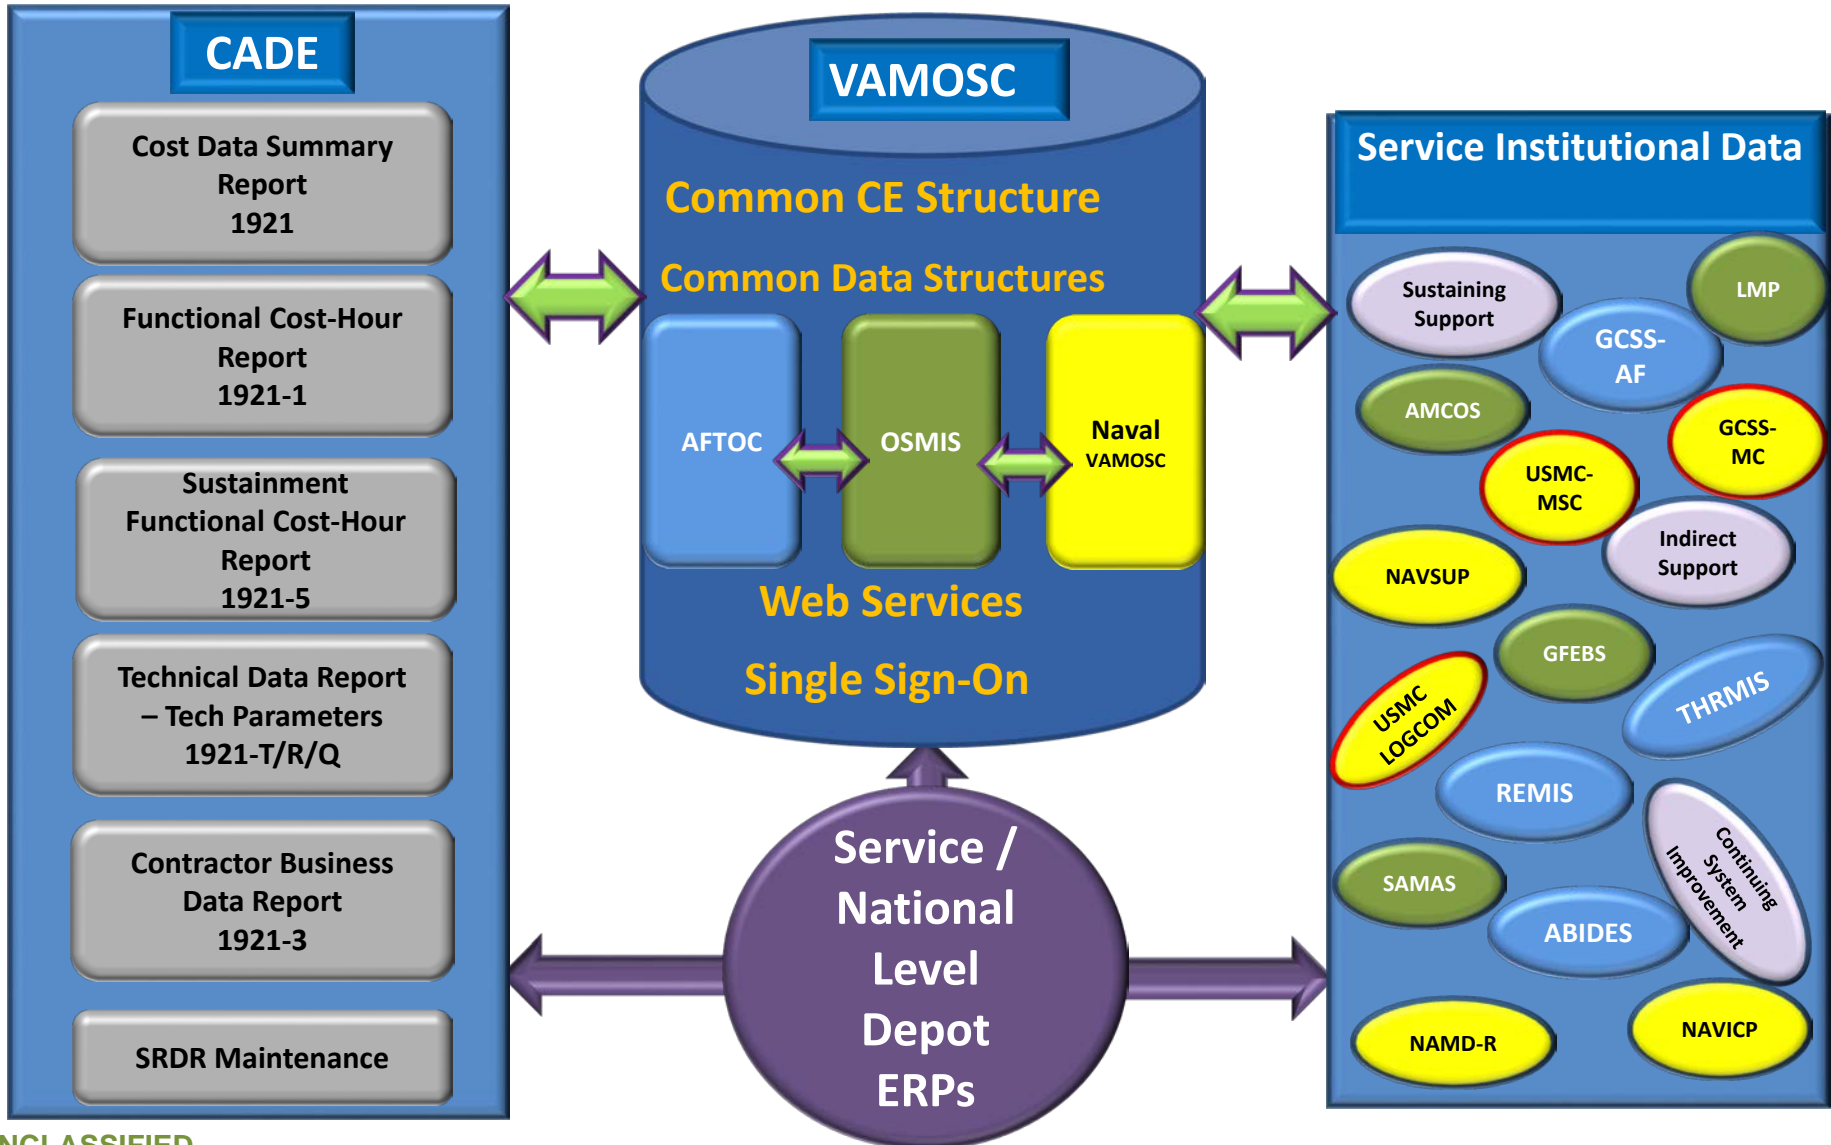 CADE
Cost Data Summary
Report
1921
Functional Cost-Hour
Report
1921-1
Sustainment
Functional Cost-Hour
Report
1921-5
Technical Data Report
– Tech Parameters
1921-T/R/Q
Contractor Business
Data Report
1921-3
SRDR Maintenance
VAMOSC
Common CE Structure
Common Data Structures
AFTOC
OSMIS
Naval
VAMOSC
Web Services
Single Sign-On
Service /
National
Level
Depot
ERPs
Service Institutional Data
Sustaining
Support
LMP
GCSS-
AF
AMCOS
GCSS-
MC
USMC-
MSC
Indirect
Support
NAVSUP
GFEBS
THRMIS
USMC
LOGCOM
REMIS
Continuing
System
Improvement
SAMAS
ABIDES
NAVICP
NAMD-R
NCLASSIFIED